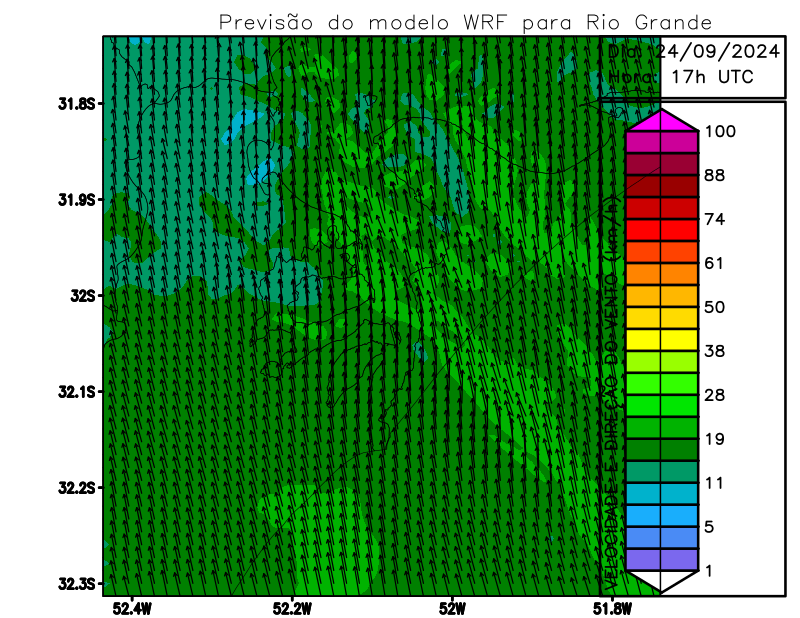 Previsão do modelo WRF para Rio Grande
Dia: 24/09/2024
Hora: 17h UTC
31.8S
31.9S
32S
32.1S
32.2S
32.3S
52.4W
52.2W
52W
51.8W
VELOCIDADE E DIREÇÃO DO VENTO (km/h)
100
88
74
61
50
38
28
19
11
5
1